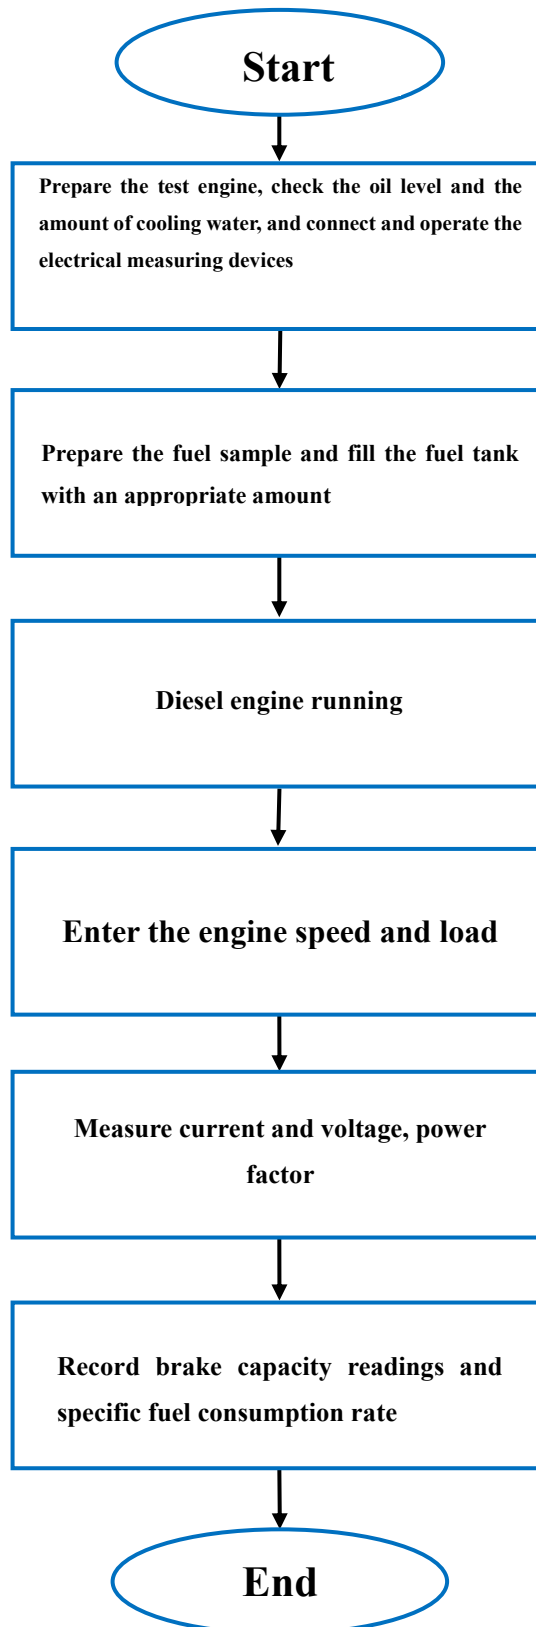 Start
Prepare the test engine, check the oil level and the
amount of cooling water, and connect and operate the
electrical measuring devices
Prepare the fuel sample and fill the fuel tank
with an appropriate amount
Diesel engine running
Enter the engine speed and load
Measure current and voltage, power
factor
Record brake capacity readings and
specific fuel consumption rate
End